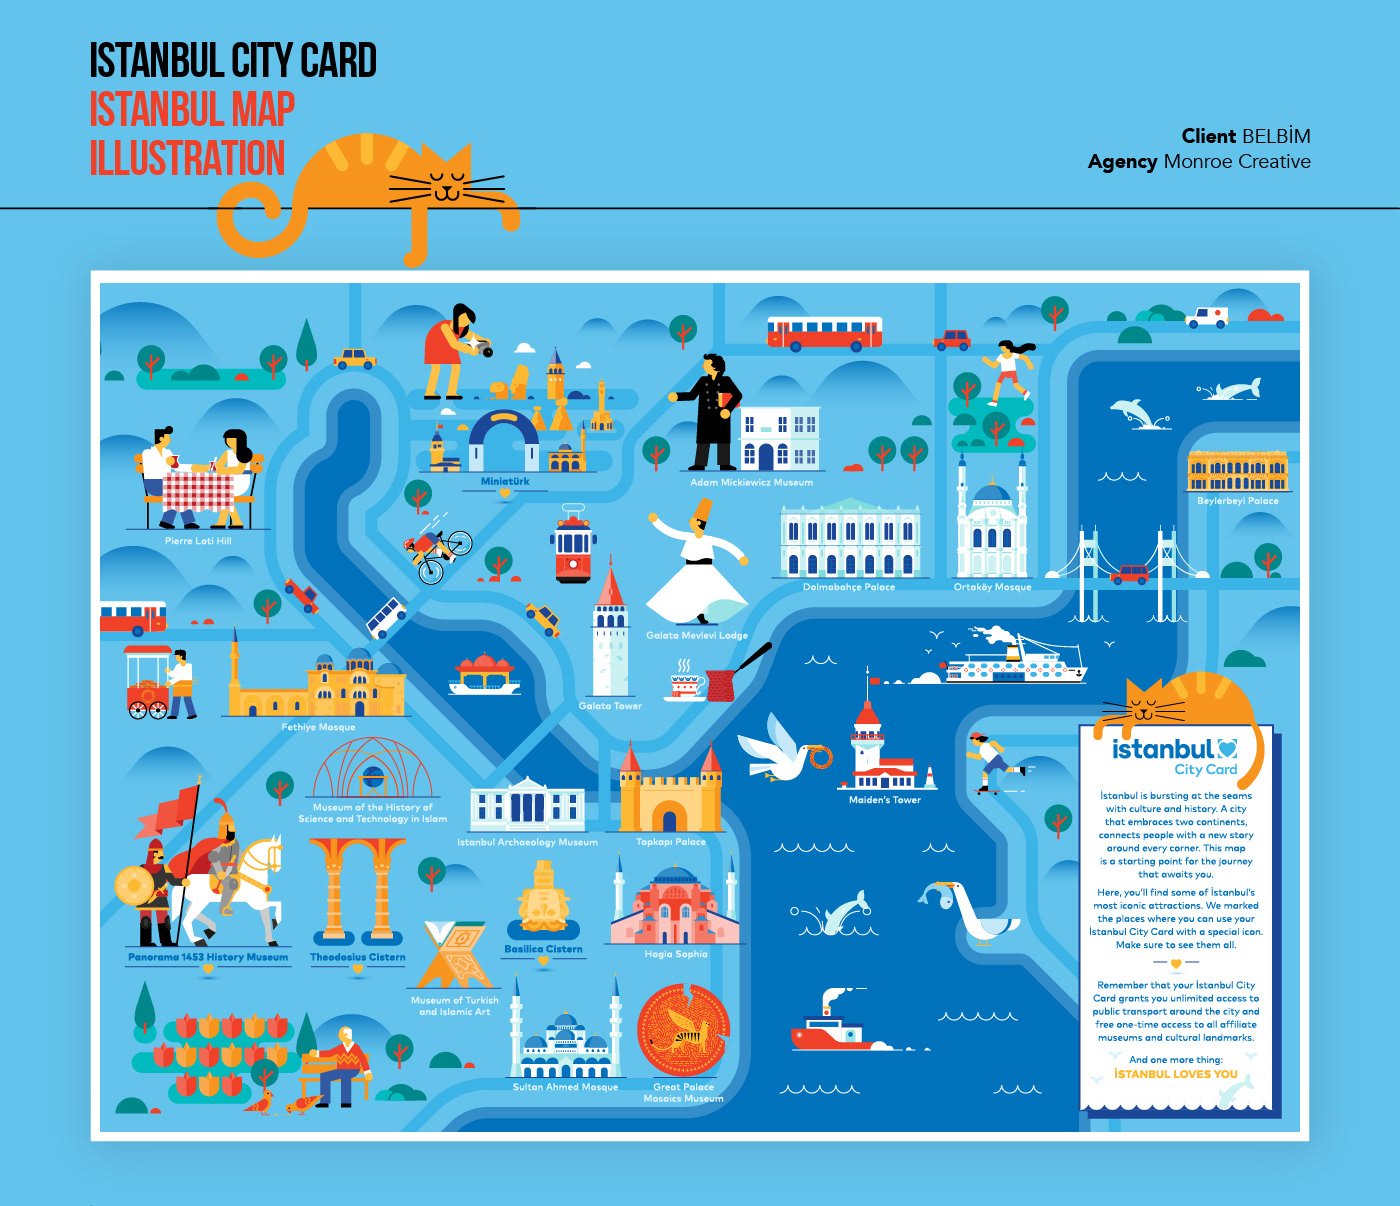 ISTANBUL CITY CARD
ISTANBUL MAP
ILLUSTRATION
Client BELBİM
Agency Monroe Creative
Miniatürk
Adam Mickiewicz Museum
Beylerbeyi Palace
Pierre Loti Hill
Dolmabahçe Palace
Ortaköy Mosque
Galata Mevlevi Lodge
Galata Tower
Fethiye Mosque
Maiden's Tower
Museum of the History of
Science and Technology in Islam
Istanbul Archaeology Museum
Topkapı Palace
Panorama 1453 History Museum
Theodosius Cistern
Basilica Cistern
Hagia Sophia
Museum of Turkish
and Islamic Art
Sultan Ahmed Mosque
Great Palace
Mosaics Museum
istanbul
City Card
İstanbul is bursting at the seams
with culture and history. A city
that embraces two continents,
connects people with a new story
around every corner. This map
is a starting point for the journey
that awaits you.
Here, you'll find some of İstanbul's
most iconic attractions. We marked
the places where you can use your
İstanbul City Card with a special icon.
Make sure to see them all.
Remember that your İstanbul City
Card grants you unlimited access to
public transport around the city and
free one-time access to all affiliate
museums and cultural landmarks.
And one more thing:
İSTANBUL LOVES YOU